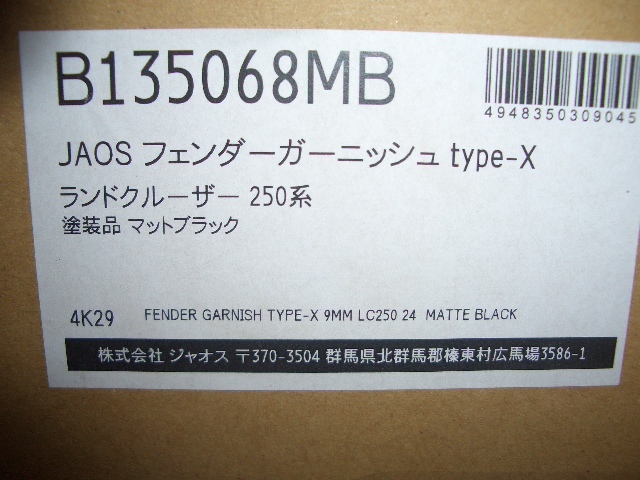 B135068MB
4948350309045
JAOS フェンダーガーニッシュ type-X
ランドクルーザー 250系
塗装品 マットブラック
4K29 FENDER GARNISH TYPE-X 9MM LC250 24 MATTE BLACK
株式会社 ジャオス 〒370-3504 群馬県北群馬郡榛東村広馬場3586-1